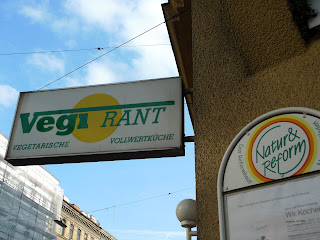 Vegi RANT
VEGETARISCHE
VOLLWERTKÜCHE
Natur &
Reform
Wir Kochen